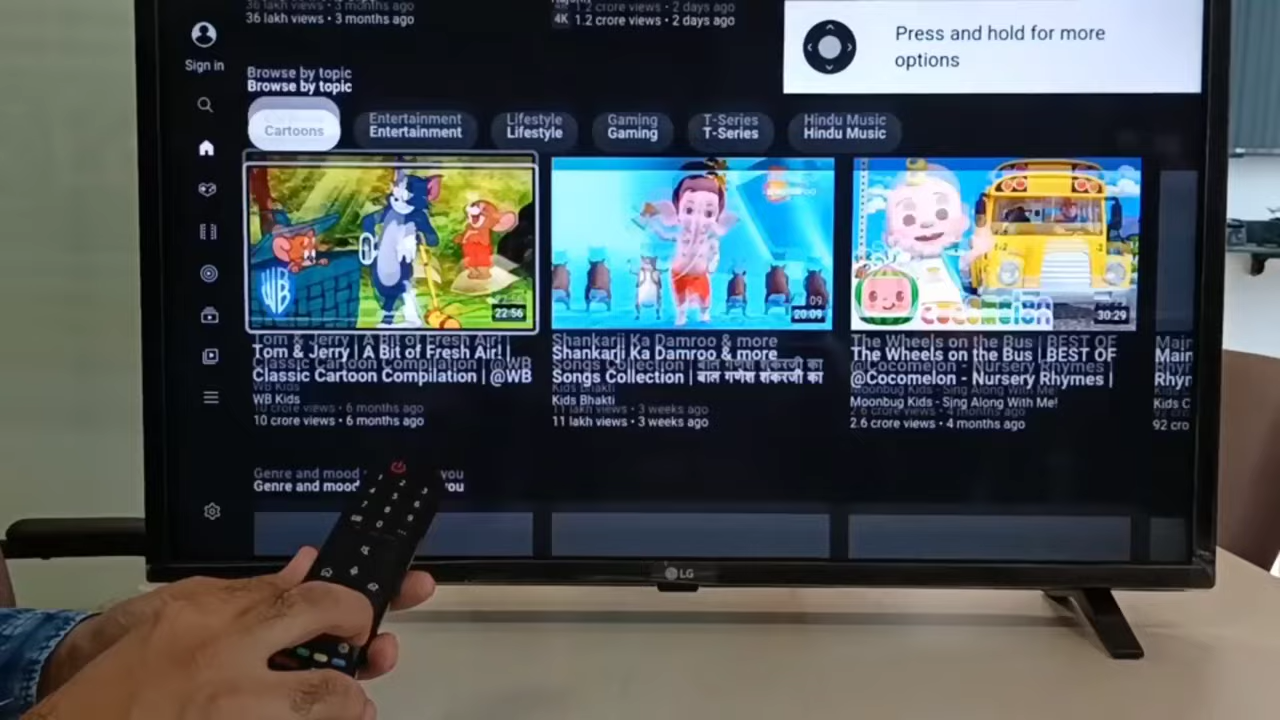 36 lakh views • 3 months ago
4K 1.2 crore views • 2 days ago
Press and hold for more
options
Sign in
Browse by topic
Cartoons
Entertainment
Lifestyle
Gaming
T-Series
Hindu Music
WB
22:56
20:09
cocomelon
30:29
Tom & Jerry | A Bit of Fresh Air! |
Classic Cartoon Compilation | @WB
WB Kids
10 crore views • 6 months ago
Shankarji Ka Damroo & more
Songs Collection | बाल गणेश शंकरजी का
Kids Bhakti
11 lakh views • 3 weeks ago
The Wheels on the Bus | BEST OF
@Cocomelon - Nursery Rhymes |
Moonbug Kids - Sing Along With Me!
2.6 crore views • 4 months ago
Kids C
92 cro
Genre and mood
you
LG